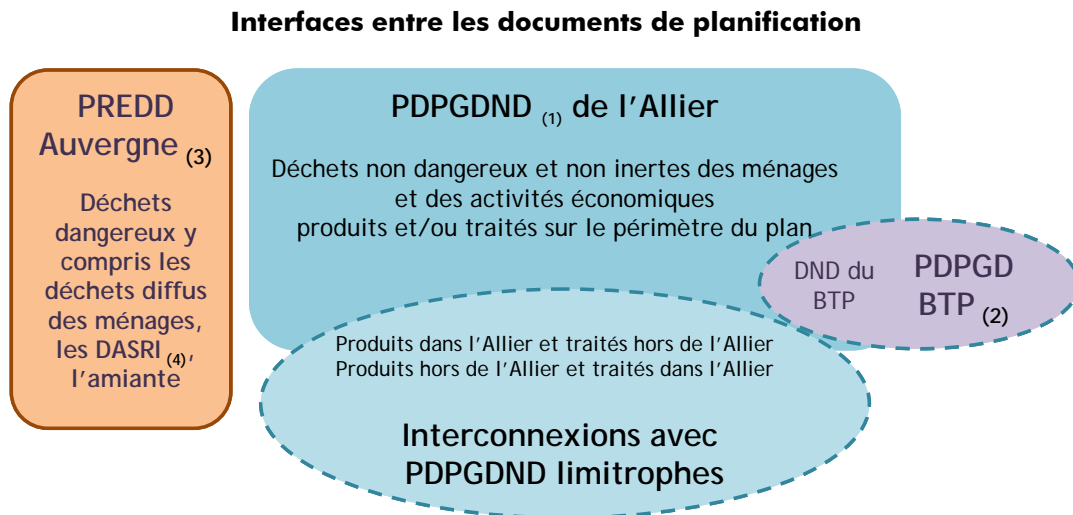 Interfaces entre les documents de planification
PREDD
Auvergne (3)
Déchets
dangereux y
compris les
déchets diffus
des ménages,
les DASRI (4),
l'amiante
PDPGDND (1) de l'Allier
Déchets non dangereux et non inertes des ménages
et des activités économiques
produits et/ou traités sur le périmètre du plan
DND du
BTP
PDPGD
BTP (2)
Produits dans l'Allier et traités hors de l'Allier
Produits hors de l'Allier et traités dans l'Allier
Interconnexions avec
PDPGDND limitrophes